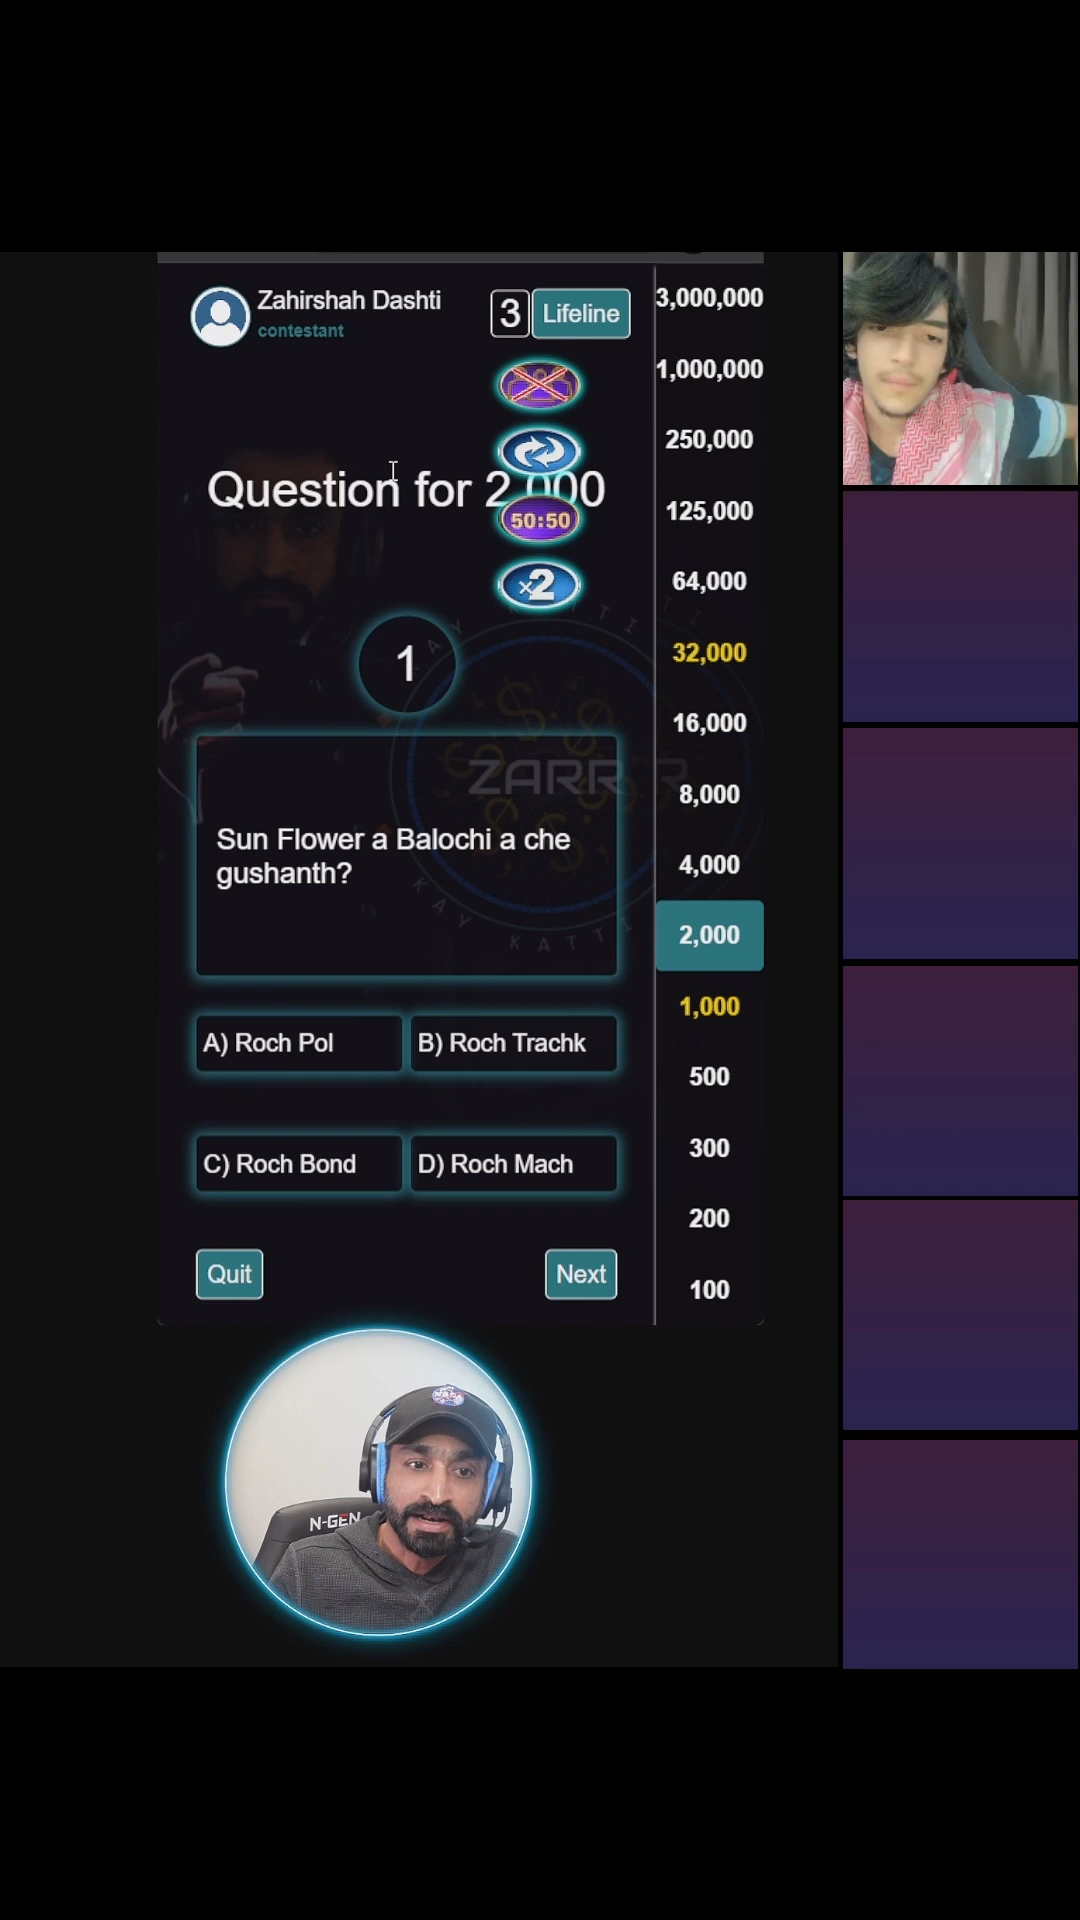 Zahirshah Dashti
contestant
3 Lifeline
Question for 2,000
50:50
×2
1
ZARR
KAY KATTI
Sun Flower a Balochi a che
gushanth?
A) Roch Pol
B) Roch Trachk
C) Roch Bond
D) Roch Mach
Quit
Next
3,000,000
1,000,000
250,000
125,000
64,000
32,000
16,000
8,000
4,000
2,000
1,000
500
300
200
100
NASA
N-GEN